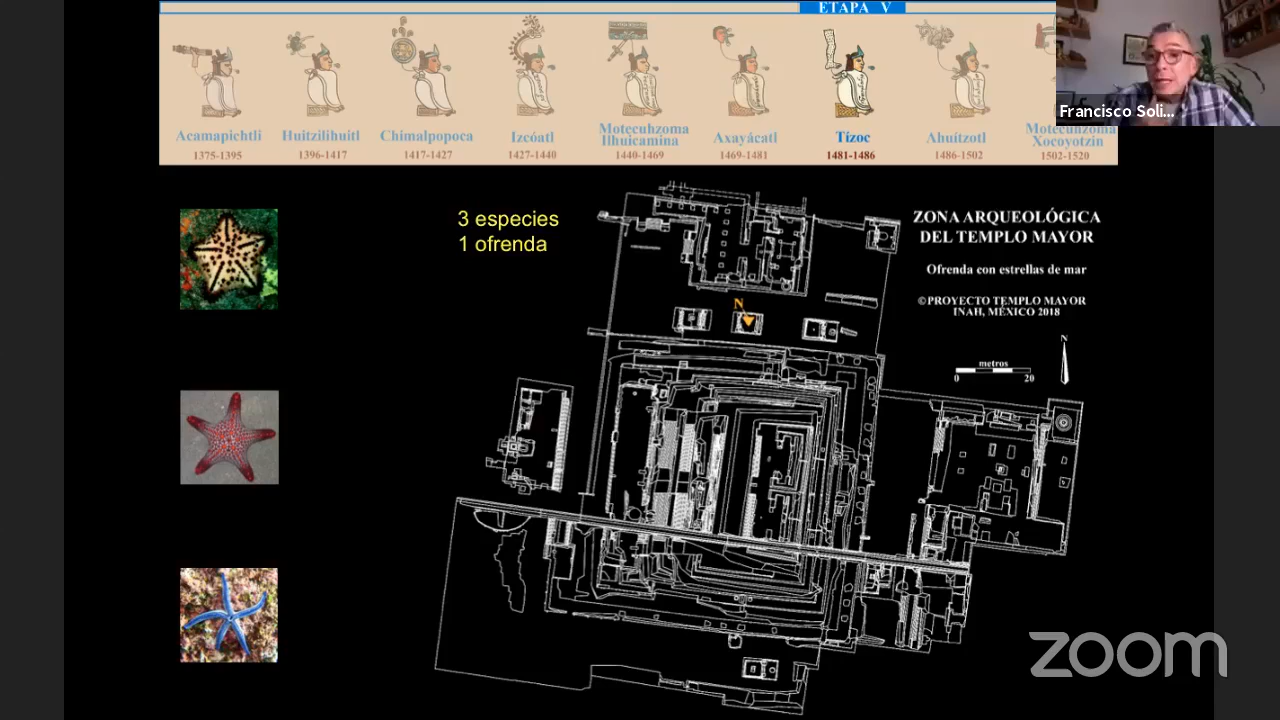 ETAPA V
Acamapichtli
1375-1395
Huitzilihuitl
1396-1417
Chimalpopoca
1417-1427
Izcóatl
1427-1440
Motecuhzoma
Ilhuicamina
1440-1469
Axayácatl
1469-1481
Tízoc
1481-1486
Ahuítzotl
1486-1502
Motecuhzoma
Xocoyotzin
1502-1520
Francisco Soli...
3 especies
1 ofrenda
ZONA ARQUEOLÓGICA
DEL TEMPLO MAYOR
Ofrenda con estrellas de mar
©PROYECTO TEMPLO MAYOR
INAH, MÉXICO 2018
N
N
metros
0 20
zoom